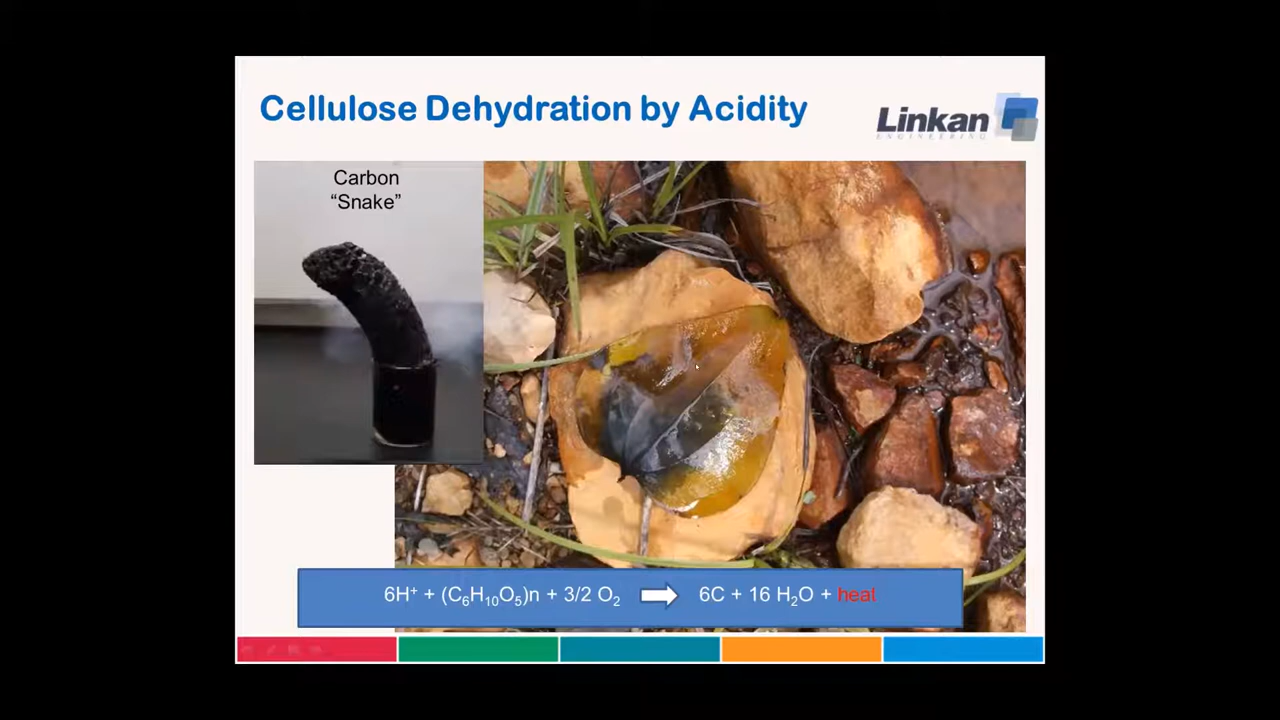 Cellulose Dehydration by Acidity
Linkan
ENGINEERING
Carbon
“Snake”
6H⁺ + (C₆H₁₀O₅)n + 3/2 O₂ ⇨ 6C + 16 H₂O + heat